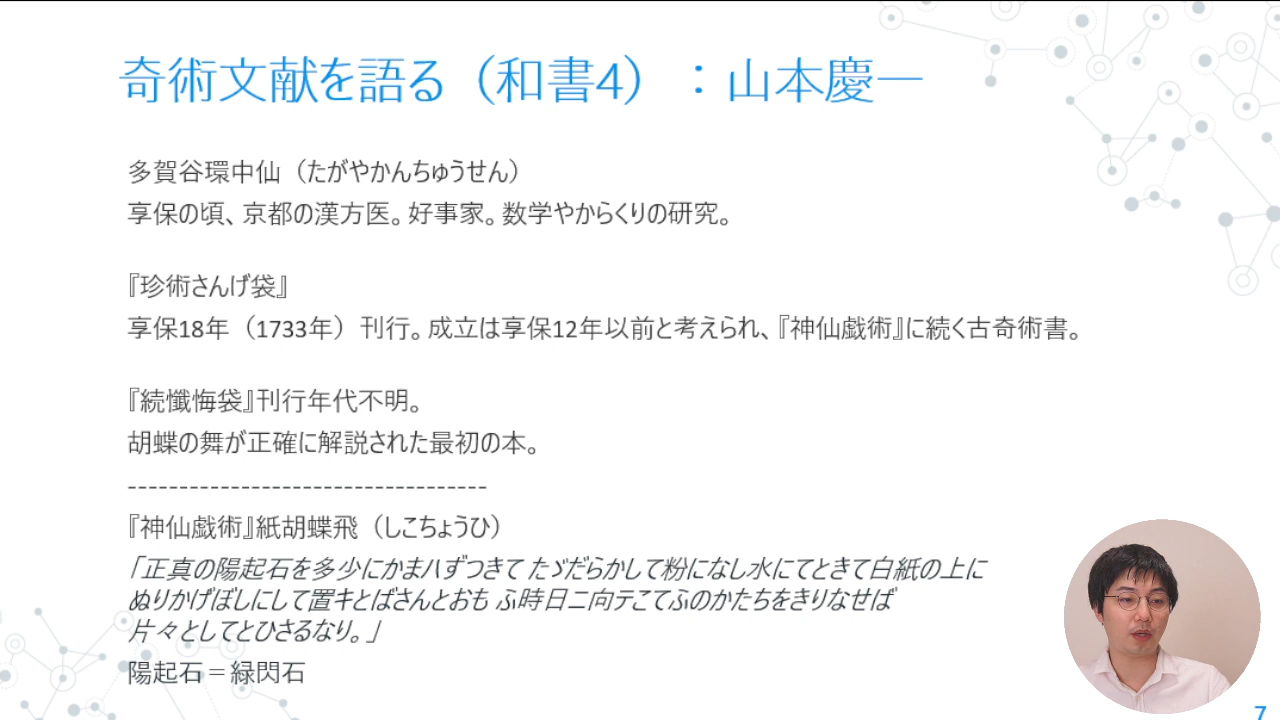 奇術文献を語る（和書4）：山本慶一
多賀谷環中仙（たがやかんちゅうせん）
享保の頃、京都の漢方医。好事家。数学やからくりの研究。
『珍術さんげ袋』
享保18年（1733年）刊行。成立は享保12年以前と考えられ、『神仙戯術』に続く古奇術書。
『続懺悔袋』刊行年代不明。
胡蝶の舞が正確に解説された最初の本。
-----------------------------------
『神仙戯術』紙胡蝶飛（しこちょうひ）
「正真の陽起石を多少にかまハずつきて たゞだらかして粉になし水にてときて白紙の上に
ぬりかげぼしにして置キとばさんとおも ふ時日ニ向テこてふのかたちをきりなせば
片々としてとひさるなり。」
陽起石＝緑閃石
7